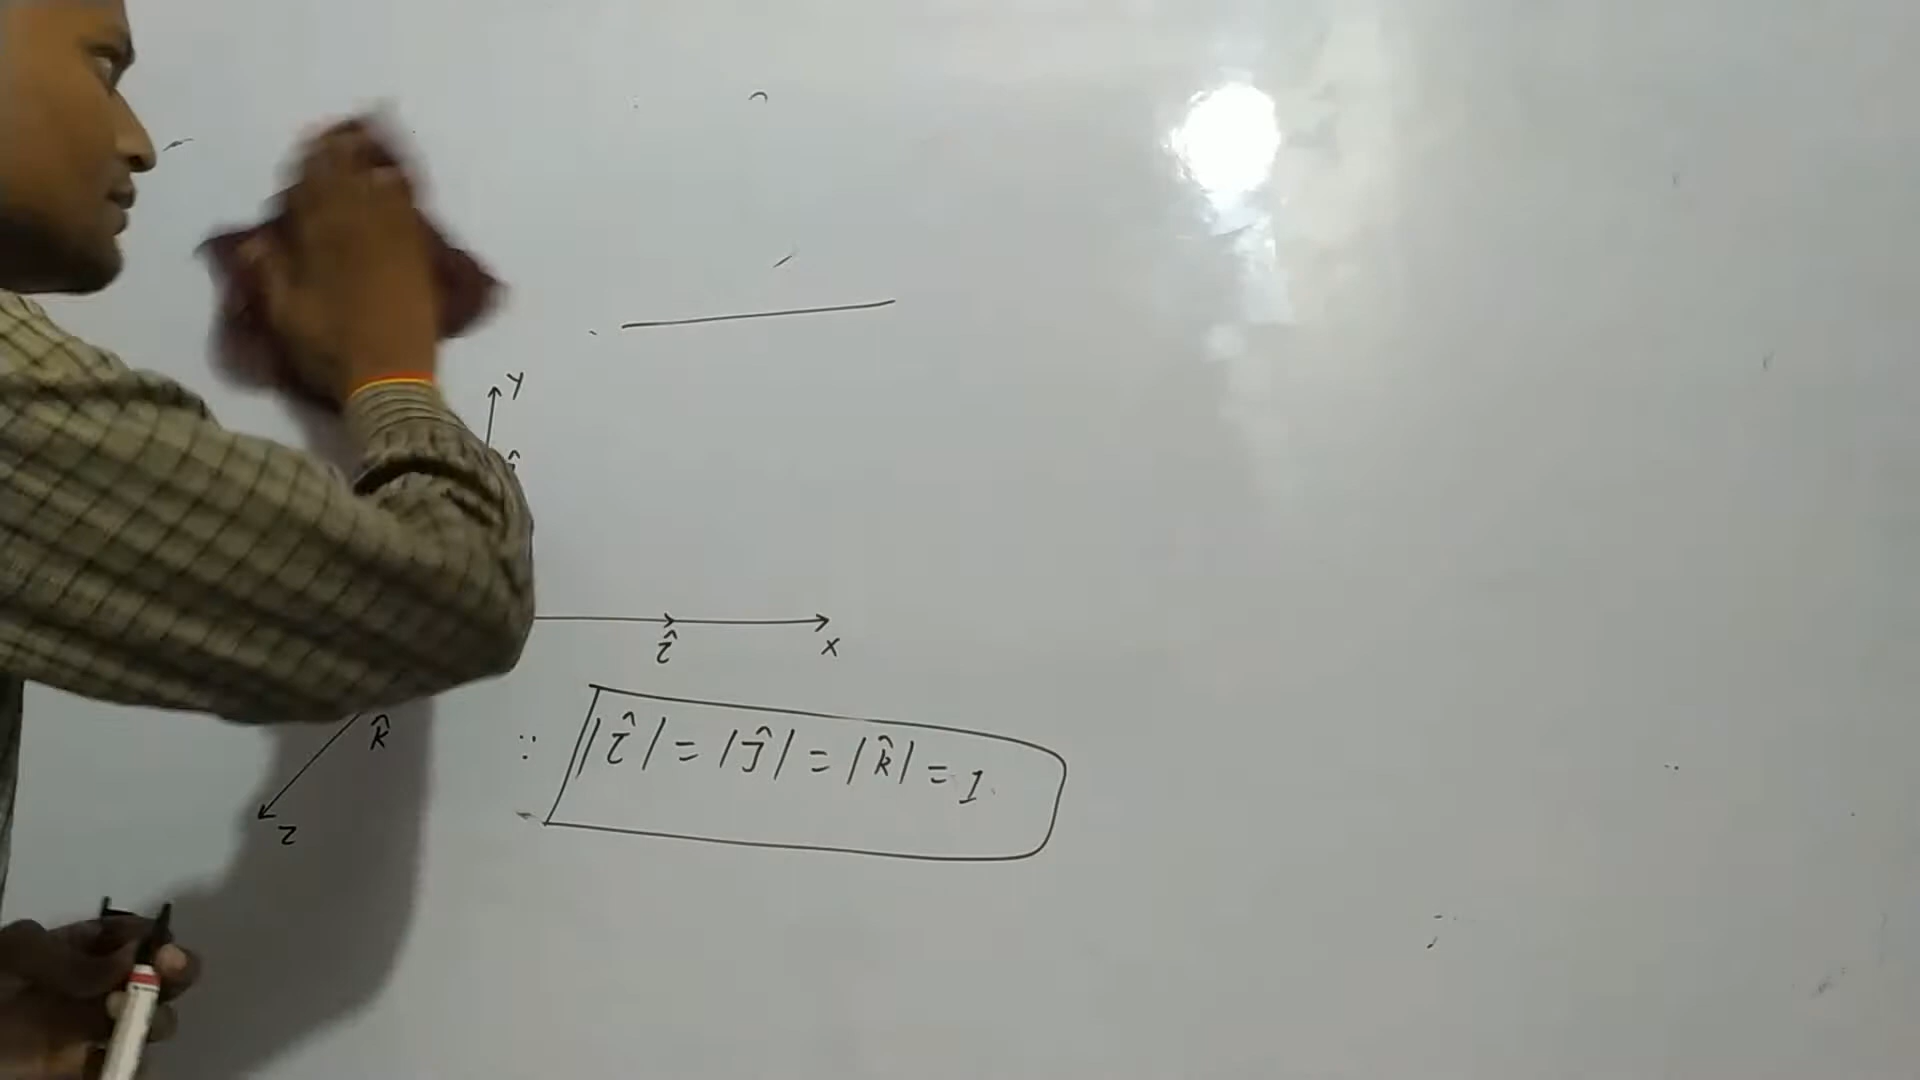 Y
î
X
k̂
Z
∵ |î| = |ĵ| = |k̂| = 1